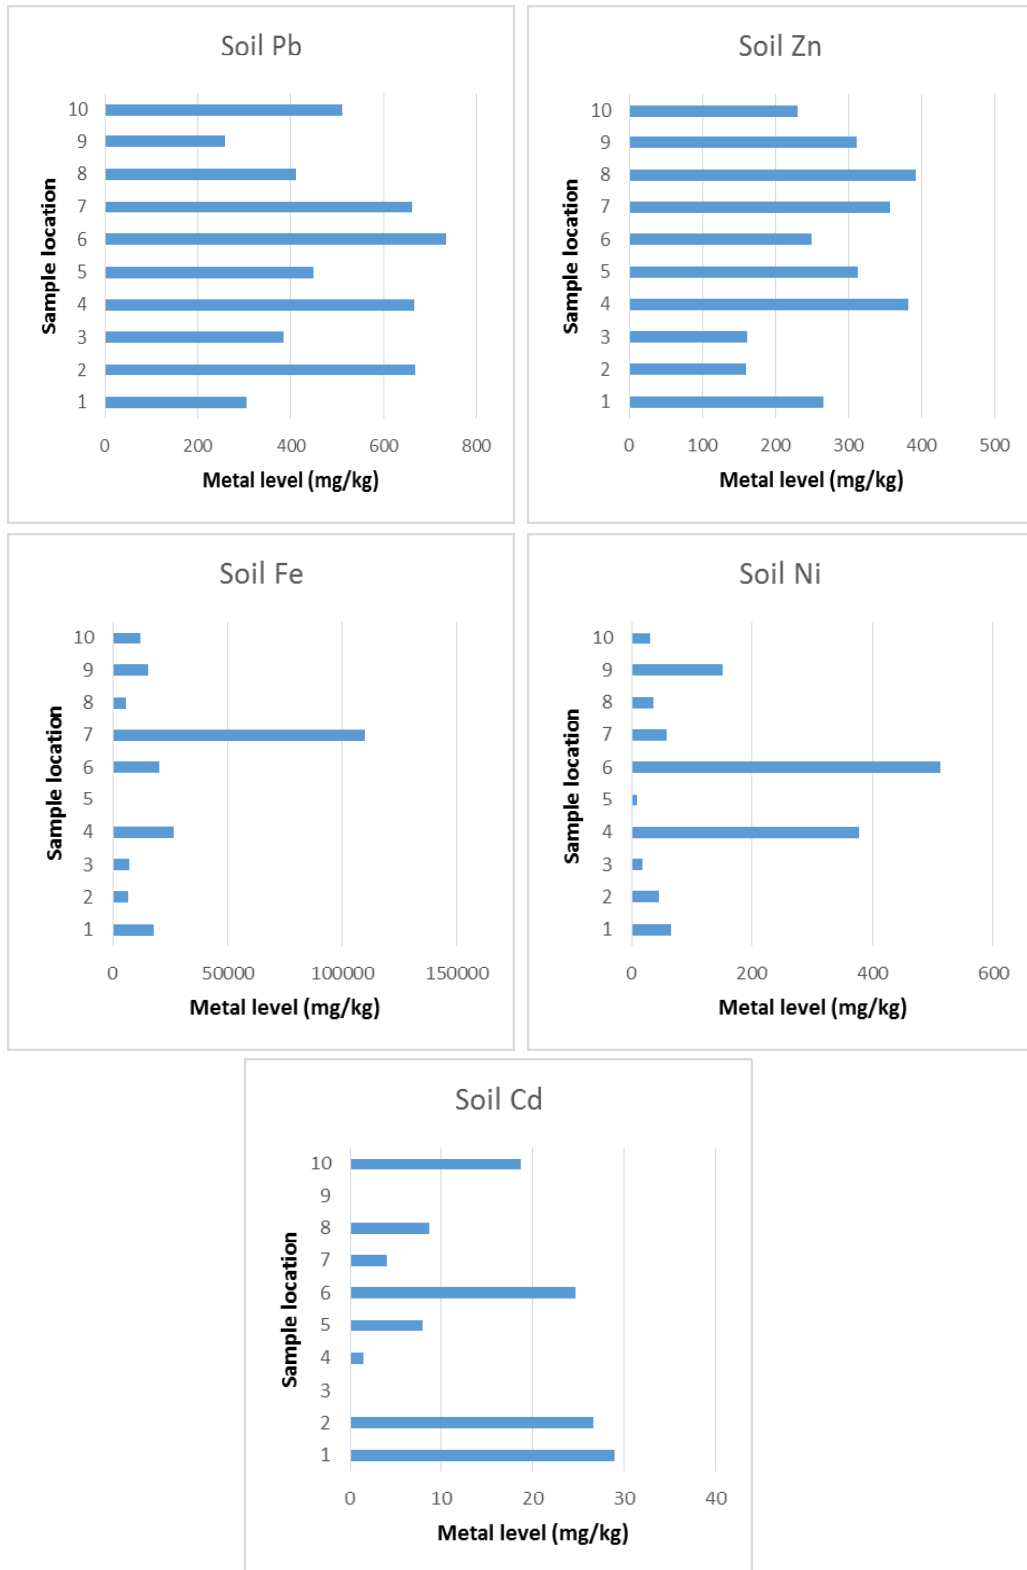 Soil Pb
10
9
8
7
6
5
4
3
2
1
Sample location
0 200 400 600 800
Metal level (mg/kg)
Soil Zn
10
9
8
7
6
5
4
3
2
1
Sample location
0 100 200 300 400 500
Metal level (mg/kg)
Soil Fe
10
9
8
7
6
5
4
3
2
1
Sample location
0 50000 100000 150000
Metal level (mg/kg)
Soil Ni
10
9
8
7
6
5
4
3
2
1
Sample location
0 200 400 600
Metal level (mg/kg)
Soil Cd
10
9
8
7
6
5
4
3
2
1
Sample location
0 10 20 30 40
Metal level (mg/kg)